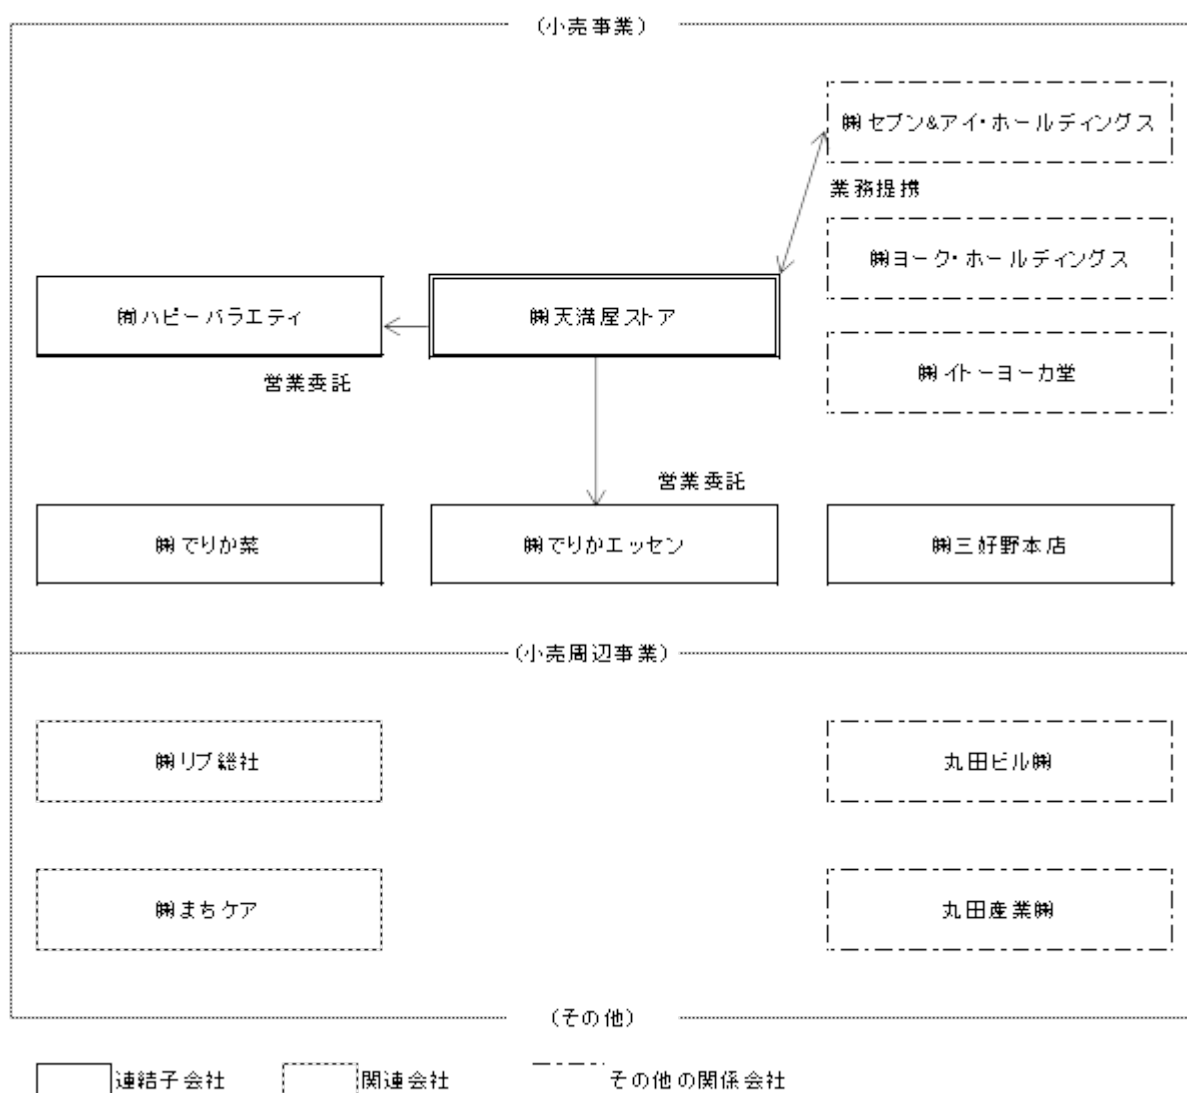 (小売事業)
㈱セブン&アイ・ホールディングス
業務提携
㈱ヨーク・ホールディングス
㈲ハピーバラエティ
㈱天満屋ストア
㈱イトーヨーカ堂
営業委託
営業委託
㈱でりか菜
㈱でりかエッセン
㈱三好野本店
(小売周辺事業)
㈱リブ総社
丸田ビル㈱
㈱まちケア
丸田産業㈱
(その他)
連結子会社
関連会社
その他の関係会社